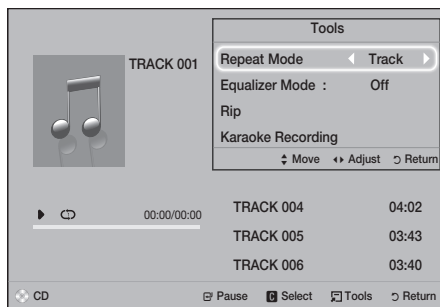 Tools
TRACK 001
Repeat Mode Track
Equalizer Mode : Off
Rip
Karaoke Recording
Move Adjust Return
00:00/00:00
TRACK 004 04:02
TRACK 005 03:43
TRACK 006 03:40
CD Pause C Select Tools Return